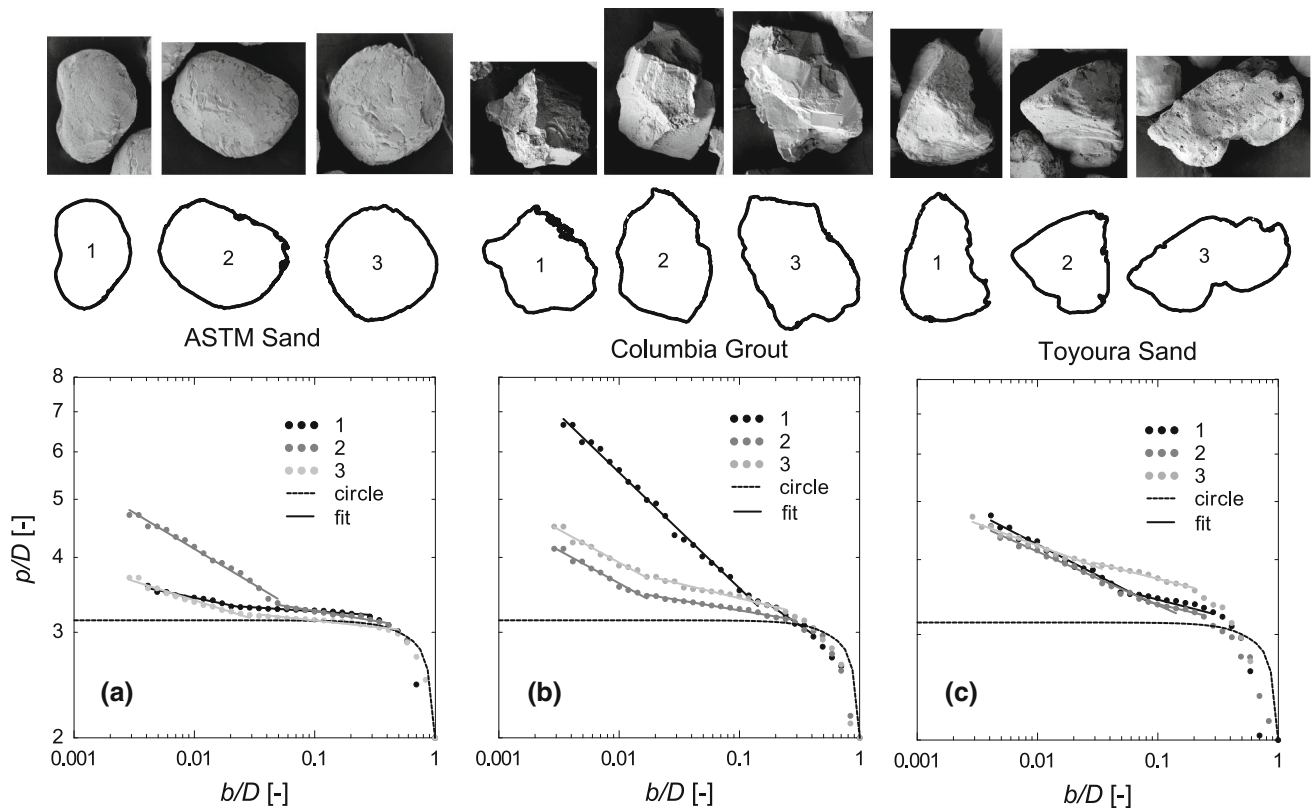 1 2 3 1 2 3 1 2 3
ASTM Sand Columbia Grout Toyoura Sand
8
7
6
5
4
3
2
p/D [-]
1
2
3
circle
fit
(a)
0.001 0.01 0.1 1
b/D [-]
1
2
3
circle
fit
(b)
0.001 0.01 0.1 1
b/D [-]
1
2
3
circle
fit
(c)
0.001 0.01 0.1 1
b/D [-]